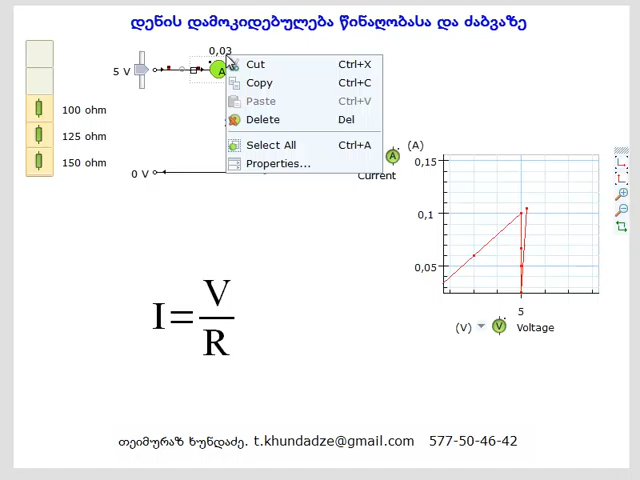 დენის დამოკიდებულება წინაღობასა და ძაბვაზე
0,03
5 V
A
Cut Ctrl+X
Copy Ctrl+C
Paste Ctrl+V
Delete Del
Select All Ctrl+A
Properties...
100 ohm
125 ohm
150 ohm
0 V
A (A)
Current
0,15
0,1
0,05
5
(V) V Voltage
I = V
R
თეიმურაზ ხუნდაძე. t.khundadze@gmail.com 577-50-46-42